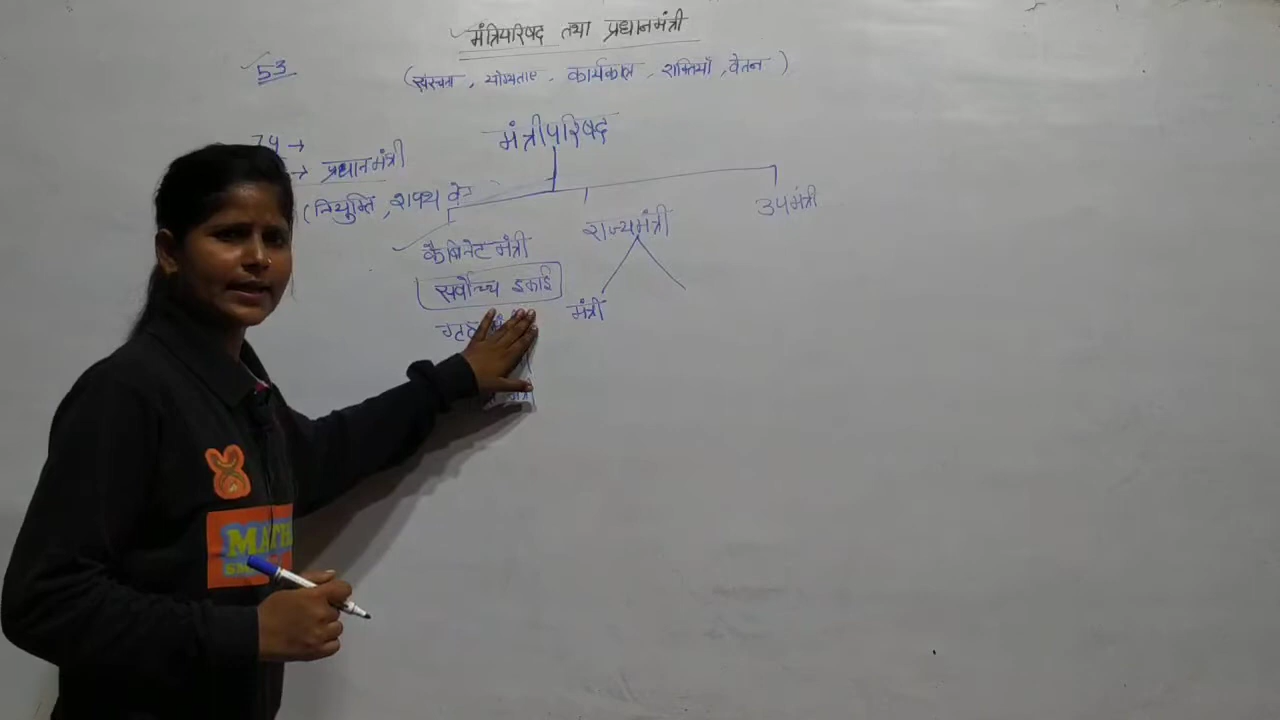 मंत्रिपरिषद तथा प्रधानमंत्री
53
(संरचना, योग्यताए, कार्यकाल, शक्तियाँ, वेतन)
मंत्रीपरिषद
74 →
→ प्रधानमंत्री
(नियुक्ति, शपथ
कैबिनेट मंत्री
राज्यमंत्री
उपमंत्री
सर्वोच्च इकाई
मंत्री
MATH